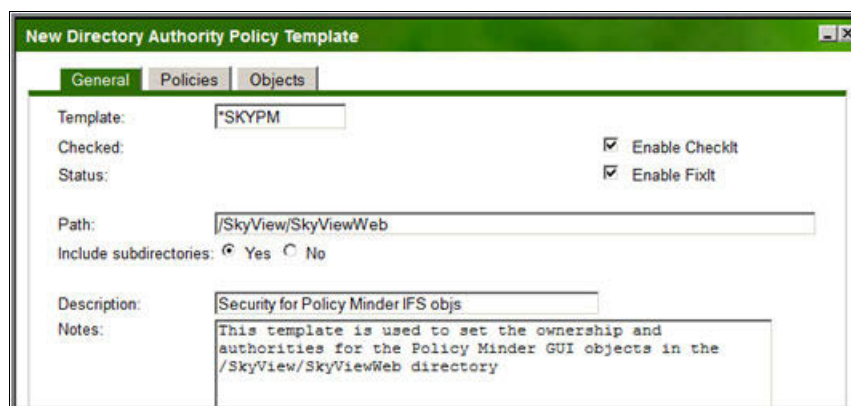 New Directory Authority Policy Template
General Policies Objects
Template: *SKYPM
Checked: Enable CheckIt
Status: Enable FixIt
Path: /SkyView/SkyViewWeb
Include subdirectories: Yes No
Description: Security for Policy Minder IFS objs
Notes: This template is used to set the ownership and
authorities for the Policy Minder GUI objects in the
/SkyView/SkyViewWeb directory